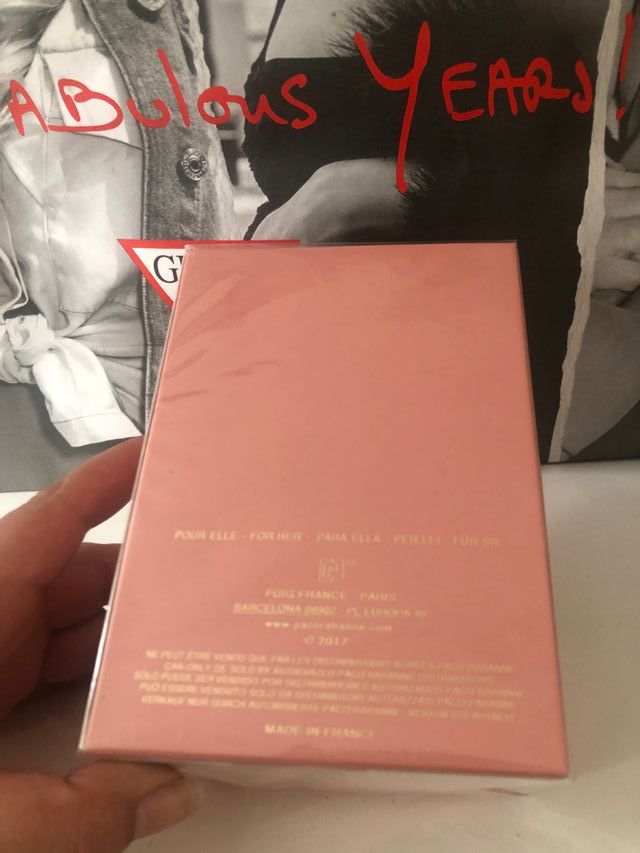 ABulous YEARS!
GU
POUR ELLE - FOR HER - PARA ELLA - PER LEI - FÜR SIE
PUIG FRANCE PARIS
BARCELONA 08902 PL EUROPA 46
www.pacorabanne.com
©2017
NE PEUT ÊTRE VENDU QUE PAR LES DISTRIBUTEURS AGRÉÉS PACO RABANNE
CAN ONLY BE SOLD BY AUTHORIZED PACO RABANNE DISTRIBUTORS
SÓLO PUEDE SER VENDIDO POR DISTRIBUIDORES AUTORIZADOS PACO RABANNE
PUÒ ESSERE VENDUTO SOLO DA DISTRIBUTORI AUTORIZZATI PACO RABANNE
VERKAUF NUR DURCH AUTORISIERTE PACO RABANNE
MADE IN FRANCE